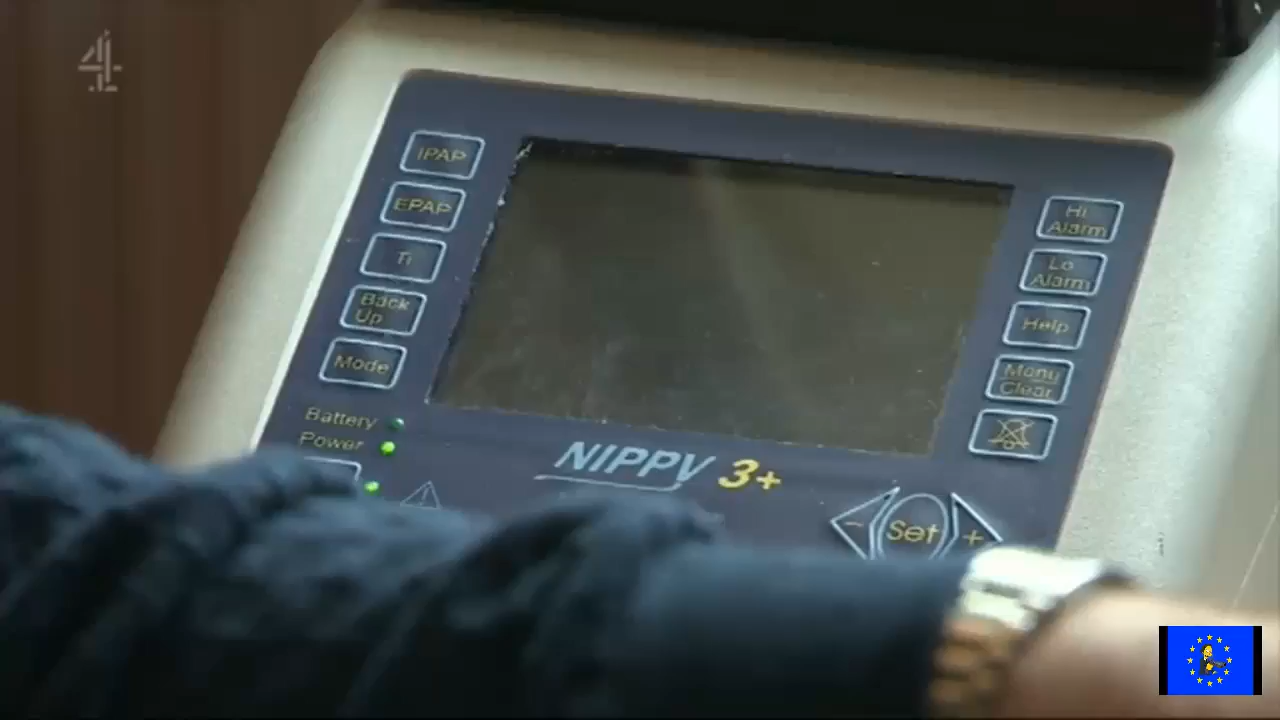 4
IPAP
EPAP
Ti
Back
Up
Mode
Battery
Power
Hi
Alarm
Lo
Alarm
Help
Menu
Clear
NIPPY 3+
- Set +